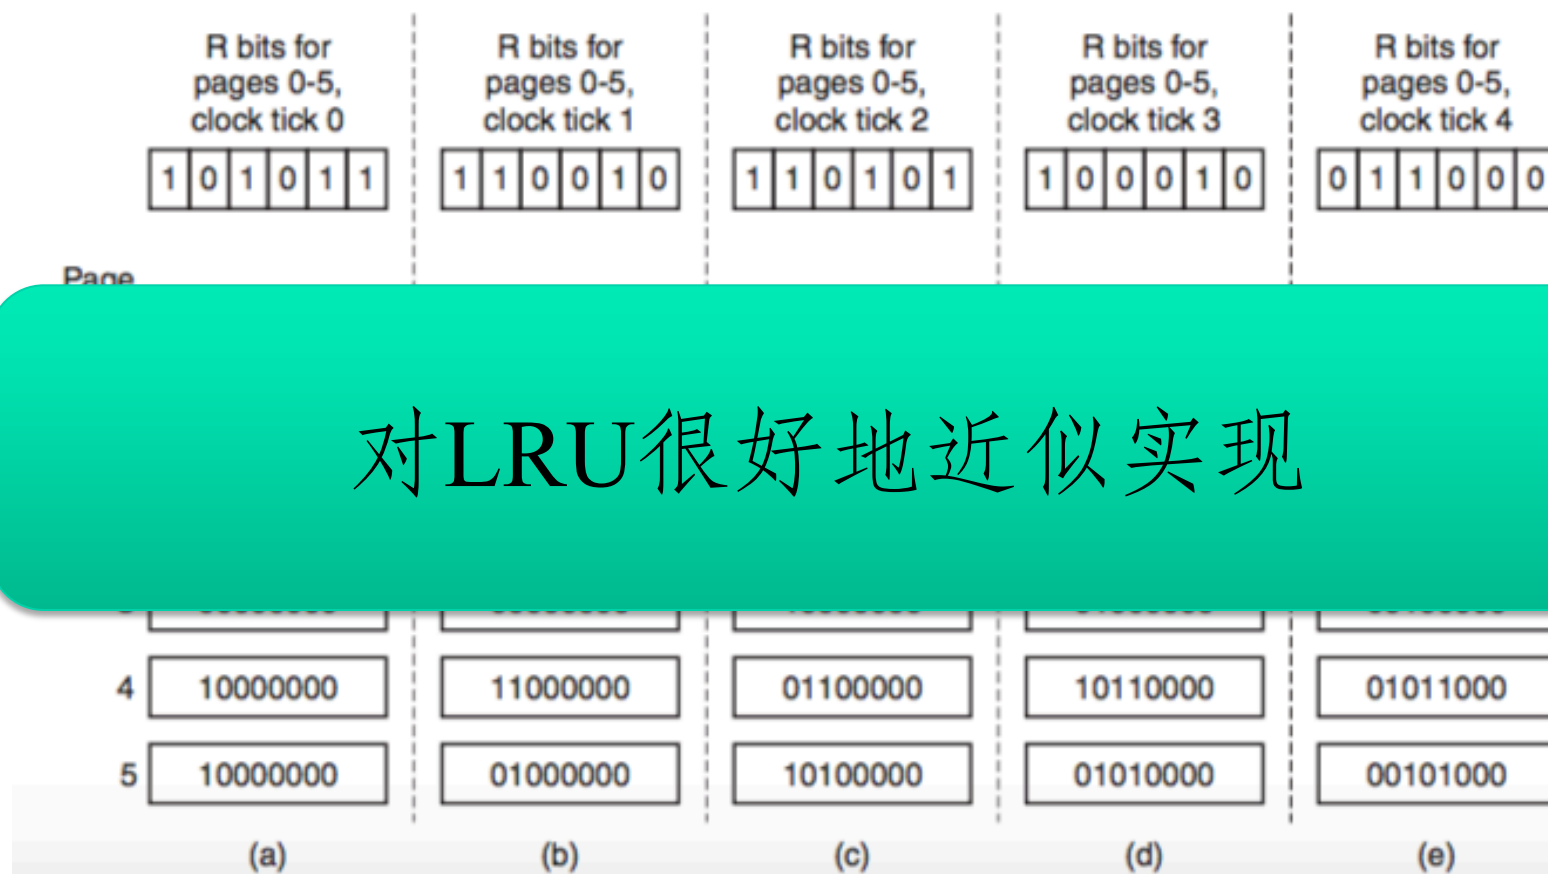 R bits for pages 0-5, clock tick 0
R bits for pages 0-5, clock tick 1
R bits for pages 0-5, clock tick 2
R bits for pages 0-5, clock tick 3
R bits for pages 0-5, clock tick 4
1 0 1 0 1 1
1 1 0 0 1 0
1 1 0 1 0 1
1 0 0 0 1 0
0 1 1 0 0 0
Page
对LRU很好地近似实现
4 10000000 11000000 01100000 10110000 01011000
5 10000000 01000000 10100000 01010000 00101000
(a) (b) (c) (d) (e)